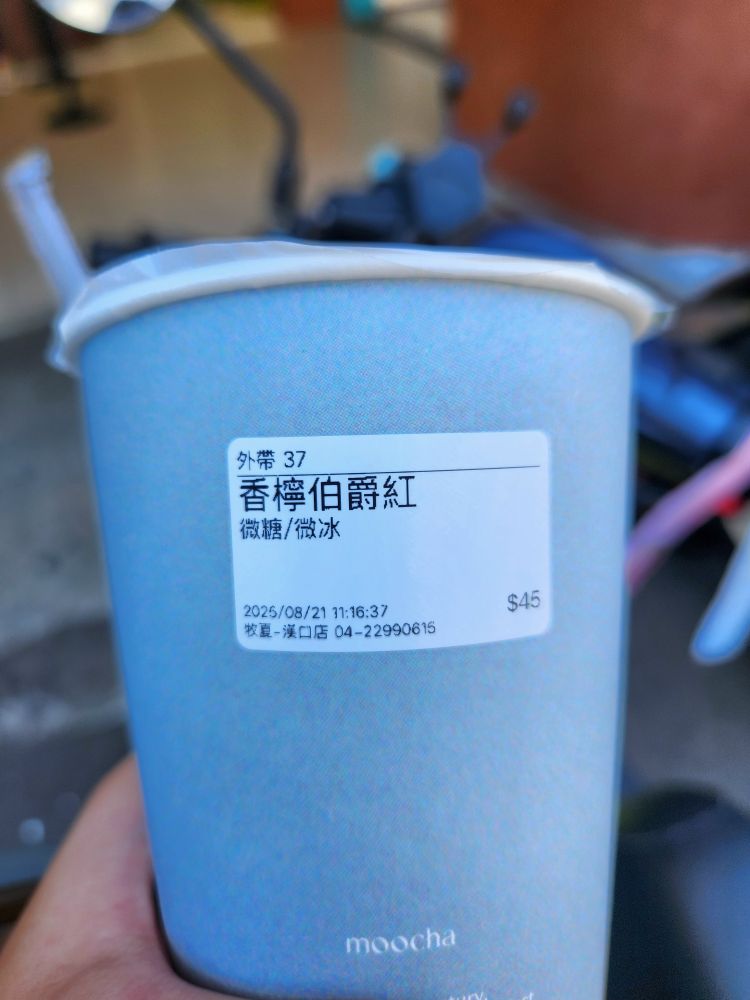 外帶 37
香檸伯爵紅
微糖/微冰
$45
2025/08/21 11:16:37
牧夏-漢口店 04-22990615
moocha